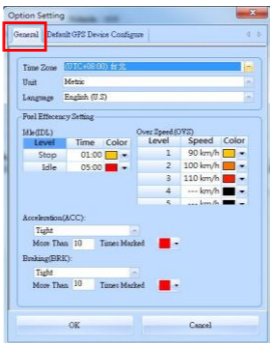 Option Setting
General Default GPS Device Configure
Time Zone (UTC+08:00) 台北
Unit Metric
Language English (U.S)
Fuel Effecency Setting
Idle(IDL) Over Speed(OVS)
Level Time Color Level Speed Color
Stop 01:00 1 90 km/h
Idle 05:00 2 100 km/h
3 110 km/h
4 --- km/h
5 --- km/h
Acceleration(ACC):
Tight
More Than 10 Times Marked
Braking(BRK):
Tight
More Than 10 Times Marked
OK Cancel